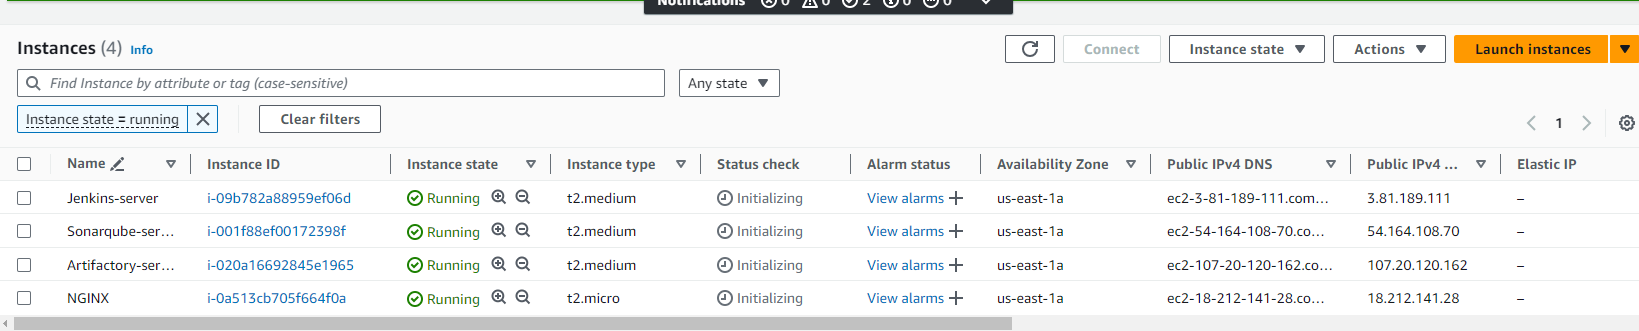 Notifications 0 0 2 0 0
Instances (4) Info
Connect Instance state Actions Launch instances
Find Instance by attribute or tag (case-sensitive) Any state
Instance state = running Clear filters
1
Name Instance ID Instance state Instance type Status check Alarm status Availability Zone Public IPv4 DNS Public IPv4 ... Elastic IP
Jenkins-server i-09b782a88959ef06d Running t2.medium Initializing View alarms + us-east-1a ec2-3-81-189-111.com... 3.81.189.111 –
Sonarqube-ser... i-001f88ef00172398f Running t2.medium Initializing View alarms + us-east-1a ec2-54-164-108-70.co... 54.164.108.70 –
Artifactory-ser... i-020a16692845e1965 Running t2.medium Initializing View alarms + us-east-1a ec2-107-20-120-162.co... 107.20.120.162 –
NGINX i-0a513cb705f664f0a Running t2.micro Initializing View alarms + us-east-1a ec2-18-212-141-28.co... 18.212.141.28 –